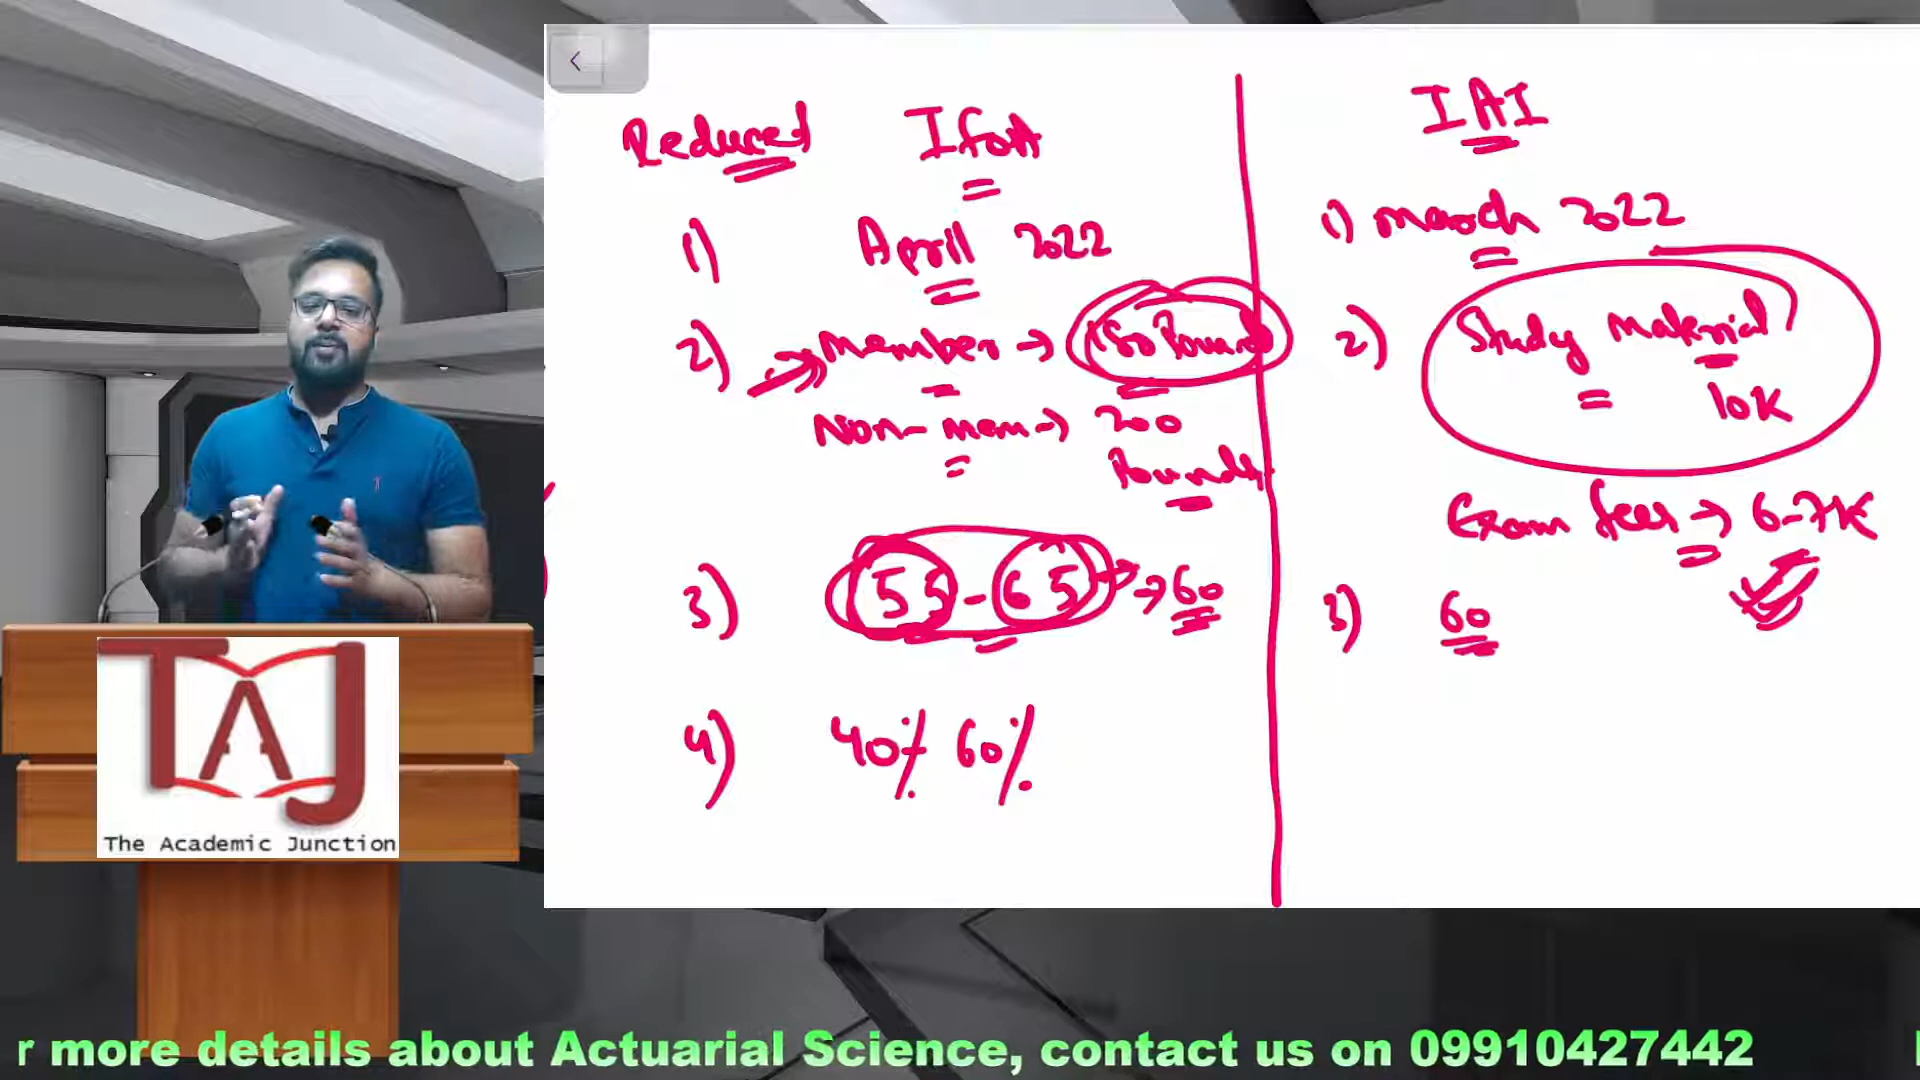 Reduced IFoA
1) April 2022
2) Member → 150 Pounds
Non-mem → 200
Pounds
3) 55 - 65 → → 60
4) 40% 60%
IAI
1) March 2022
2) Study Material
10K
Exam fees → 6-7K
3) 60
TAJ
The Academic Junction
r more details about Actuarial Science, contact us on 09910427442